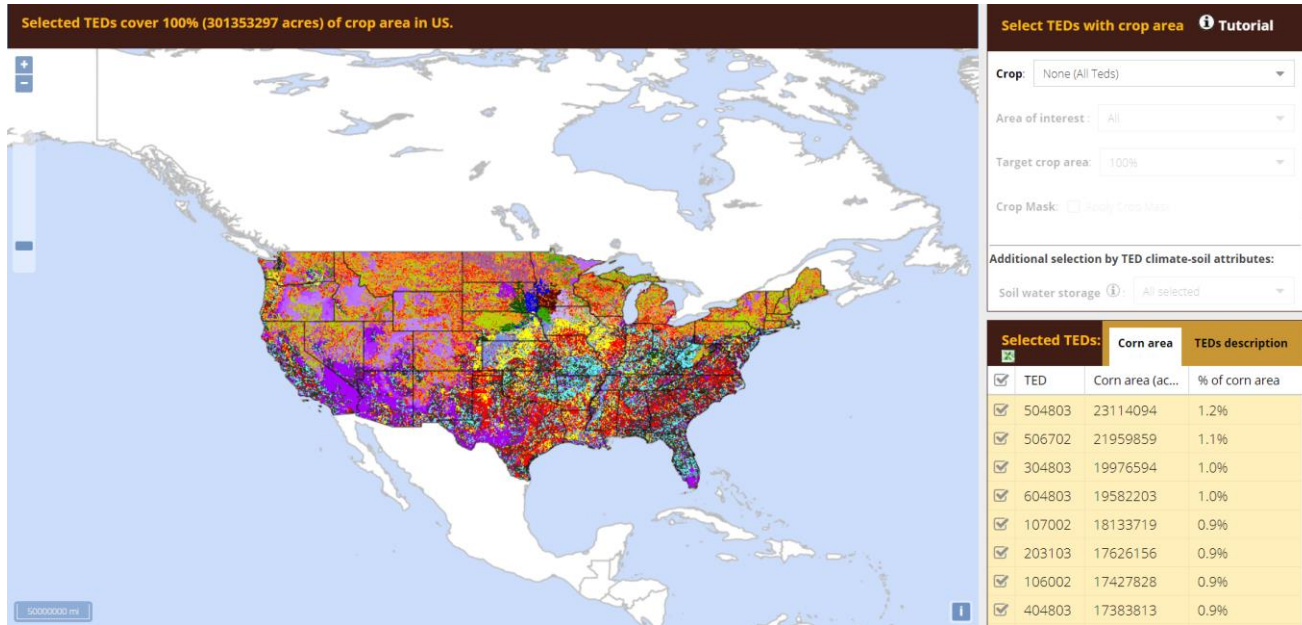 Selected TEDs cover 100% (301353297 acres) of crop area in US.
+
−
50000000 mi
i
Select TEDs with crop area i Tutorial
Crop: None (All Teds)
Area of interest : All
Target crop area: 100%
Crop Mask: Apply Crop Mask
Additional selection by TED climate-soil attributes:
Soil water storage i : All selected
Selected TEDs: Corn area TEDs description
TED Corn area (ac... % of corn area
504803 23114094 1.2%
506702 21959859 1.1%
304803 19976594 1.0%
604803 19582203 1.0%
107002 18133719 0.9%
203103 17626156 0.9%
106002 17427828 0.9%
404803 17383813 0.9%